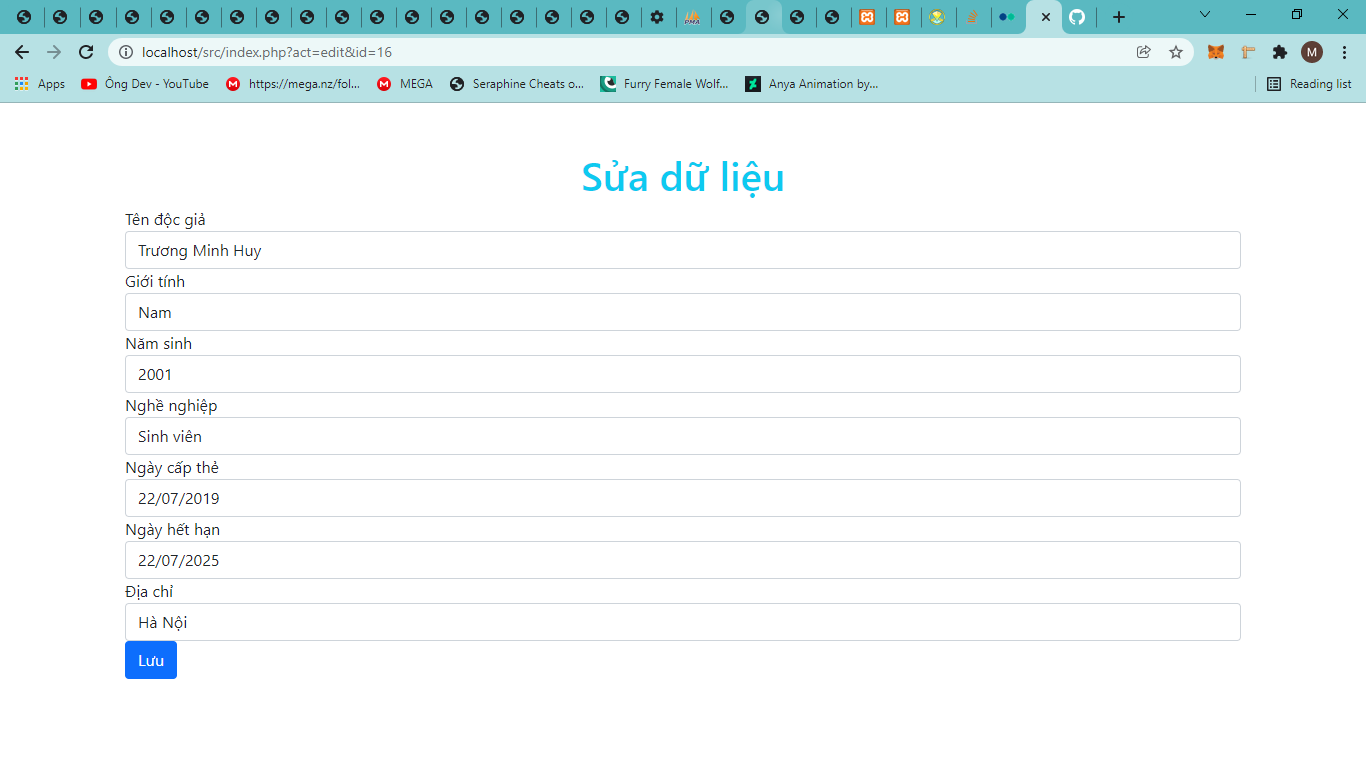 PMA
localhost/src/index.php?act=edit&id=16
M
Apps
Ông Dev - YouTube
https://mega.nz/fol...
MEGA
Seraphine Cheats o...
Furry Female Wolf...
Anya Animation by...
Reading list
Sửa dữ liệu
Tên độc giả
Trương Minh Huy
Giới tính
Nam
Năm sinh
2001
Nghề nghiệp
Sinh viên
Ngày cấp thẻ
22/07/2019
Ngày hết hạn
22/07/2025
Địa chỉ
Hà Nội
Lưu